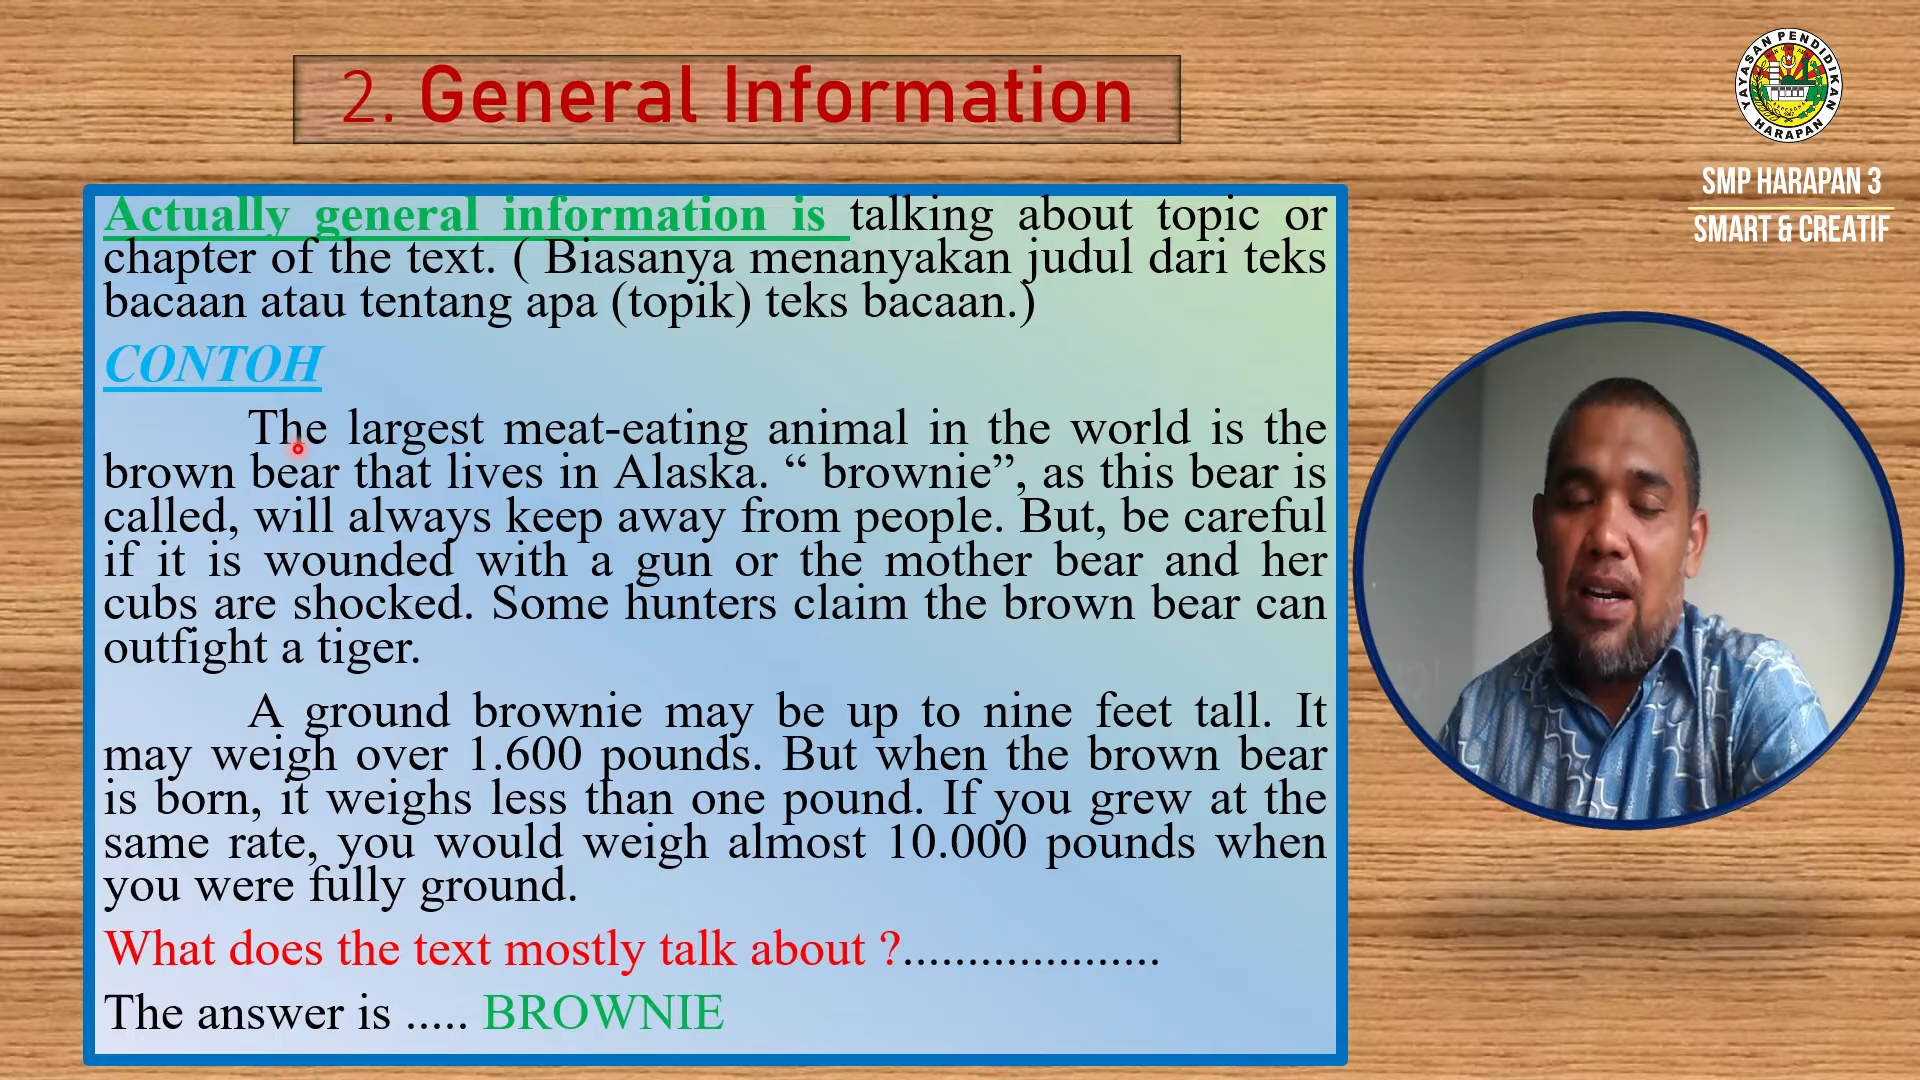 2. General Information
YAYASAN PENDIDIKAN
HARAPAN
SMP HARAPAN 3
SMART & CREATIF
Actually general information is talking about topic or
chapter of the text. ( Biasanya menanyakan judul dari teks
bacaan atau tentang apa (topik) teks bacaan.)
CONTOH
The largest meat-eating animal in the world is the
brown bear that lives in Alaska. “ brownie”, as this bear is
called, will always keep away from people. But, be careful
if it is wounded with a gun or the mother bear and her
cubs are shocked. Some hunters claim the brown bear can
outfight a tiger.
A ground brownie may be up to nine feet tall. It
may weigh over 1.600 pounds. But when the brown bear
is born, it weighs less than one pound. If you grew at the
same rate, you would weigh almost 10.000 pounds when
you were fully ground.
What does the text mostly talk about ?....................
The answer is ..... BROWNIE